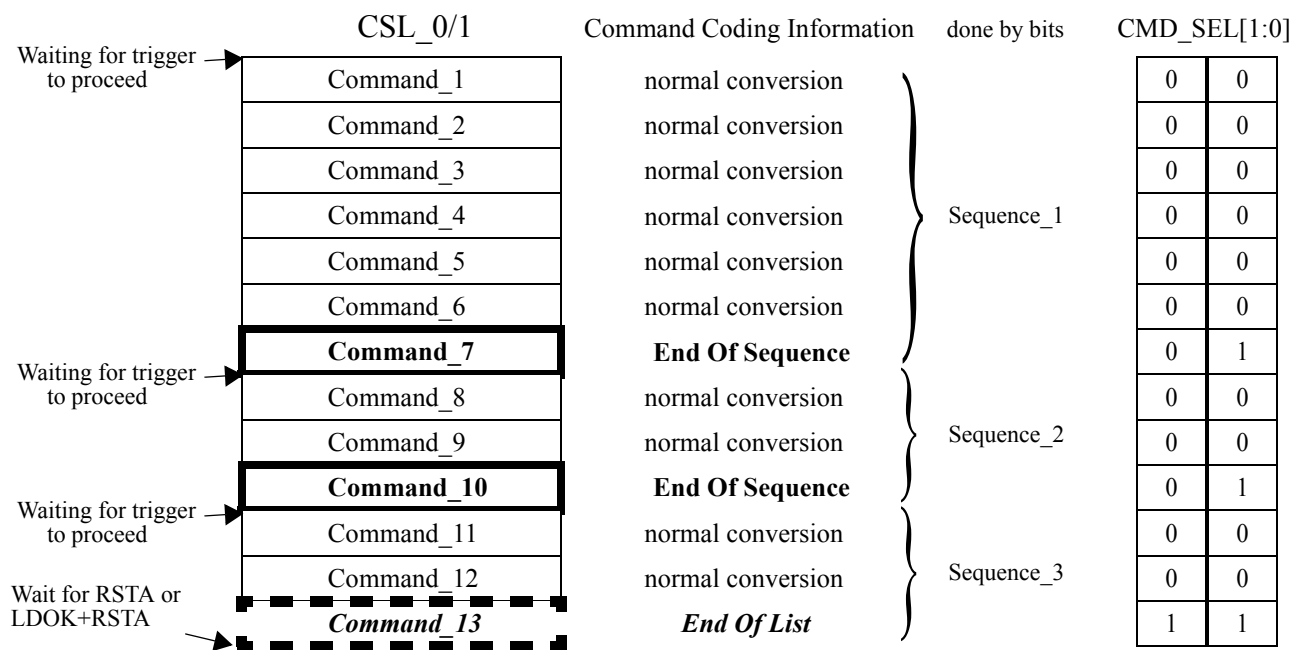 CSL_0/1 Command Coding Information done by bits CMD_SEL[1:0]
Waiting for trigger
to proceed
Command_1 normal conversion 0 0
Command_2 normal conversion 0 0
Command_3 normal conversion 0 0
Command_4 normal conversion Sequence_1 0 0
Command_5 normal conversion 0 0
Command_6 normal conversion 0 0
Command_7 End Of Sequence 0 1
Waiting for trigger
to proceed
Command_8 normal conversion 0 0
Command_9 normal conversion Sequence_2 0 0
Command_10 End Of Sequence 0 1
Waiting for trigger
to proceed
Command_11 normal conversion 0 0
Command_12 normal conversion Sequence_3 0 0
Wait for RSTA or
LDOK+RSTA
Command_13 End Of List 1 1